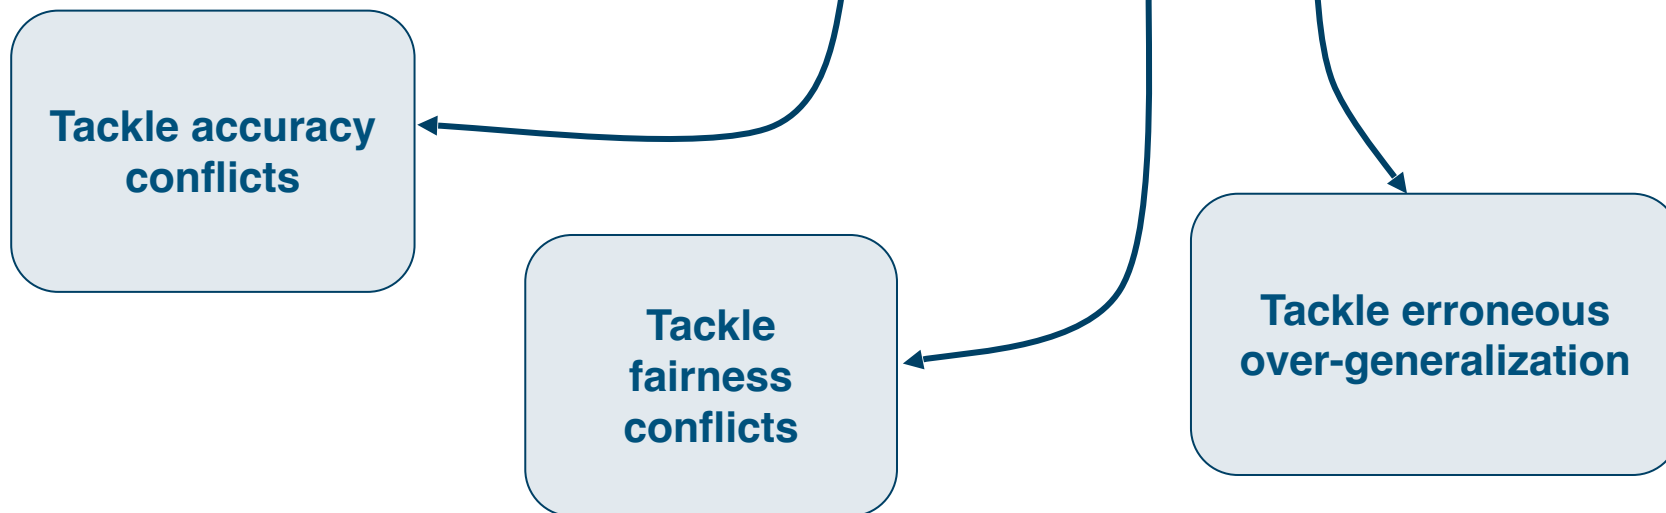 Tackle accuracy
conflicts
Tackle
fairness
conflicts
Tackle erroneous
over-generalization